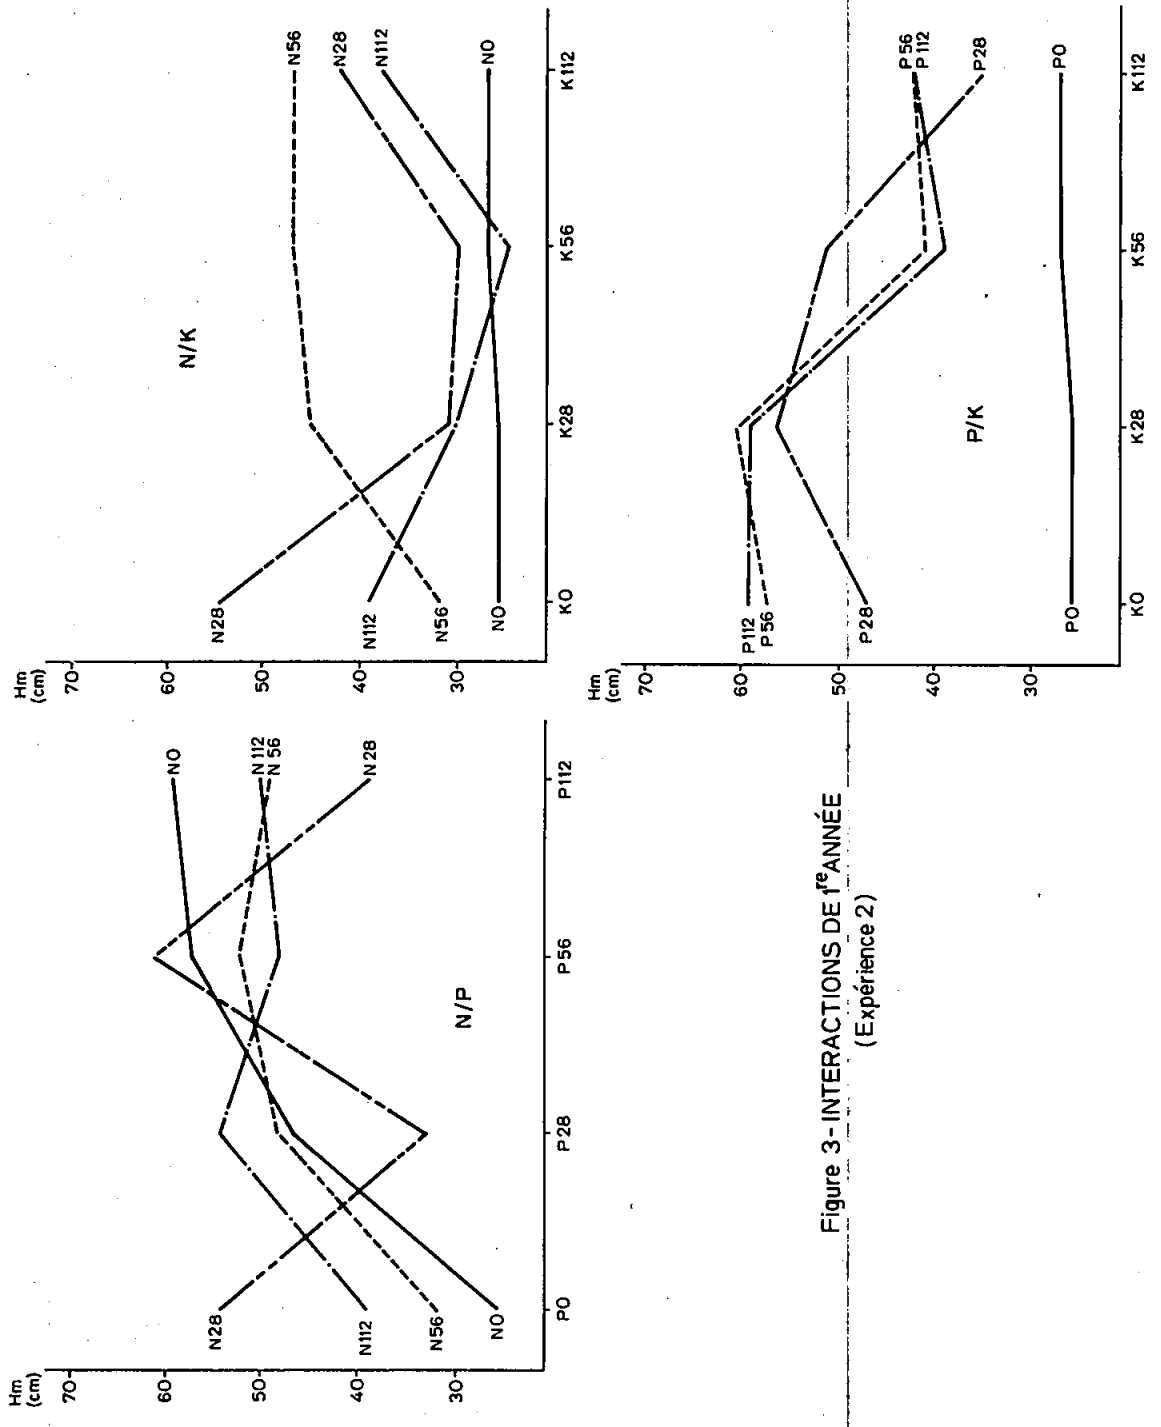 Hm
(cm)
70
60
50
40
30
N28
N112
N56
N0
N0
N112
N56
N28
N/P
P0
P28
P56
P112
Hm
(cm)
70
60
50
40
30
N28
N112
N56
N0
N56
N28
N112
N0
N/K
K0
K28
K56
K112
Hm
(cm)
70
60
50
40
30
P112
P56
P28
P0
P56
P112
P28
P0
P/K
K0
K28
K56
K112
Figure 3 - INTERACTIONS DE 1re ANNÉE
(Expérience 2)